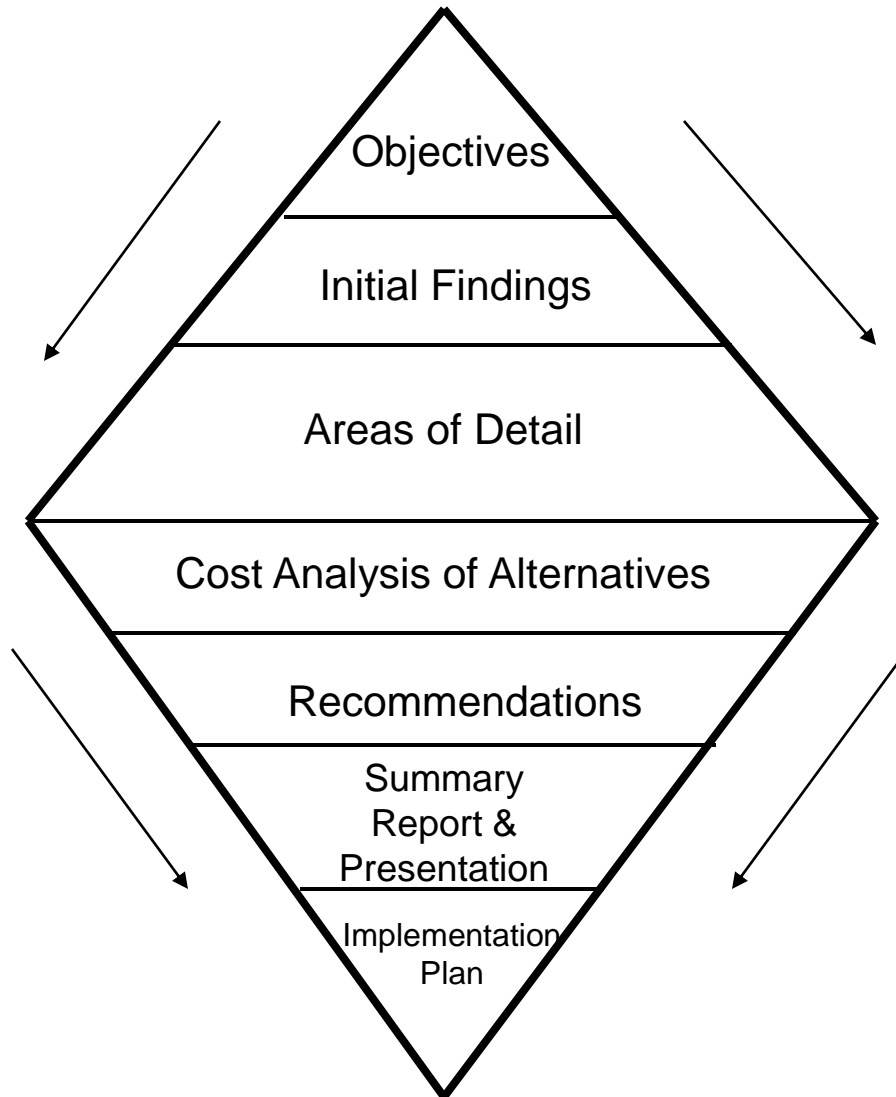 Objectives
Initial Findings
Areas of Detail
Cost Analysis of Alternatives
Recommendations
Summary
Report &
Presentation
Implementation
Plan